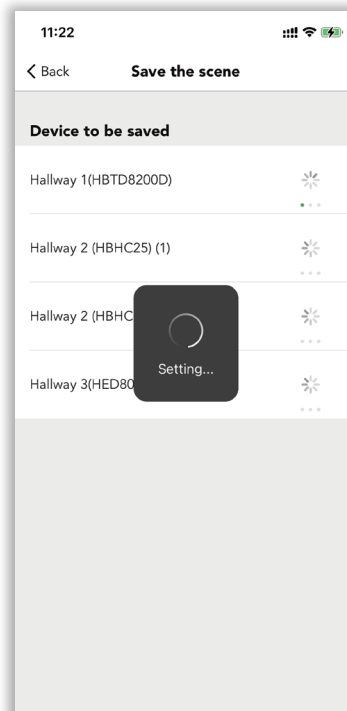 11:22
Back Save the scene
Device to be saved
Hallway 1(HBTD8200D)
Hallway 2 (HBHC25) (1)
Hallway 2 (HBHC
Setting...
Hallway 3(HED80